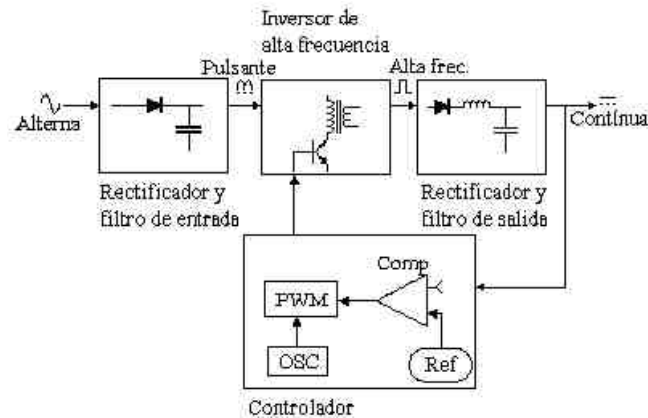 Inversor de
alta frecuencia
Pulsante
Alta frec.
Alterna
Contínua
Rectificador y
filtro de entrada
Rectificador y
filtro de salida
Comp
PWM
OSC
Ref
Controlador